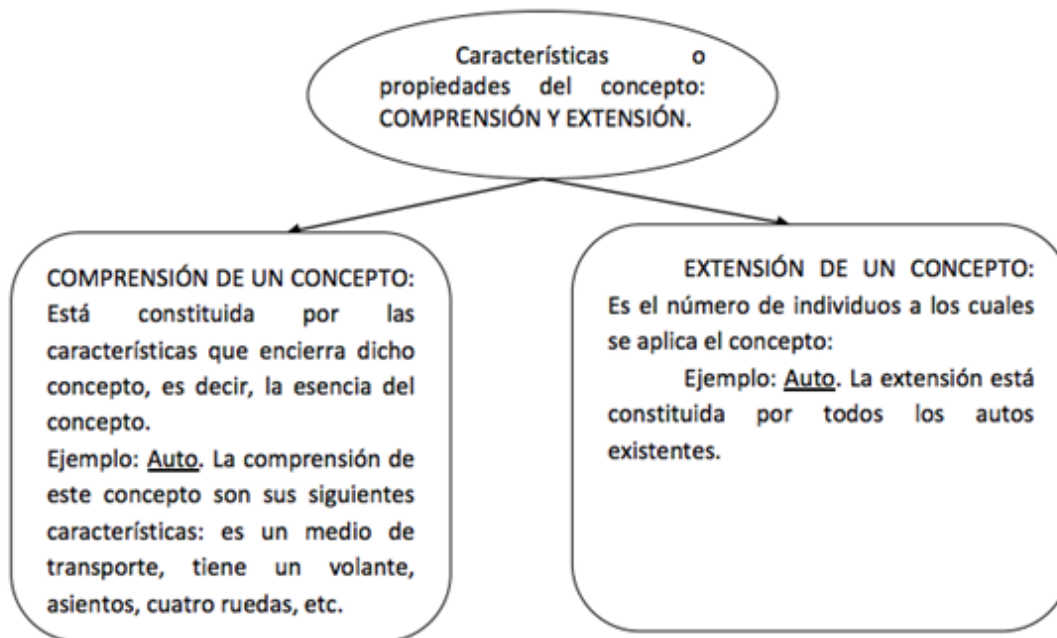 Características o
propiedades del concepto:
COMPRENSIÓN Y EXTENSIÓN.
COMPRENSIÓN DE UN CONCEPTO:
Está constituida por las
características que encierra dicho
concepto, es decir, la esencia del
concepto.
Ejemplo: Auto. La comprensión de
este concepto son sus siguientes
características: es un medio de
transporte, tiene un volante,
asientos, cuatro ruedas, etc.
EXTENSIÓN DE UN CONCEPTO:
Es el número de individuos a los cuales
se aplica el concepto:
Ejemplo: Auto. La extensión está
constituida por todos los autos
existentes.